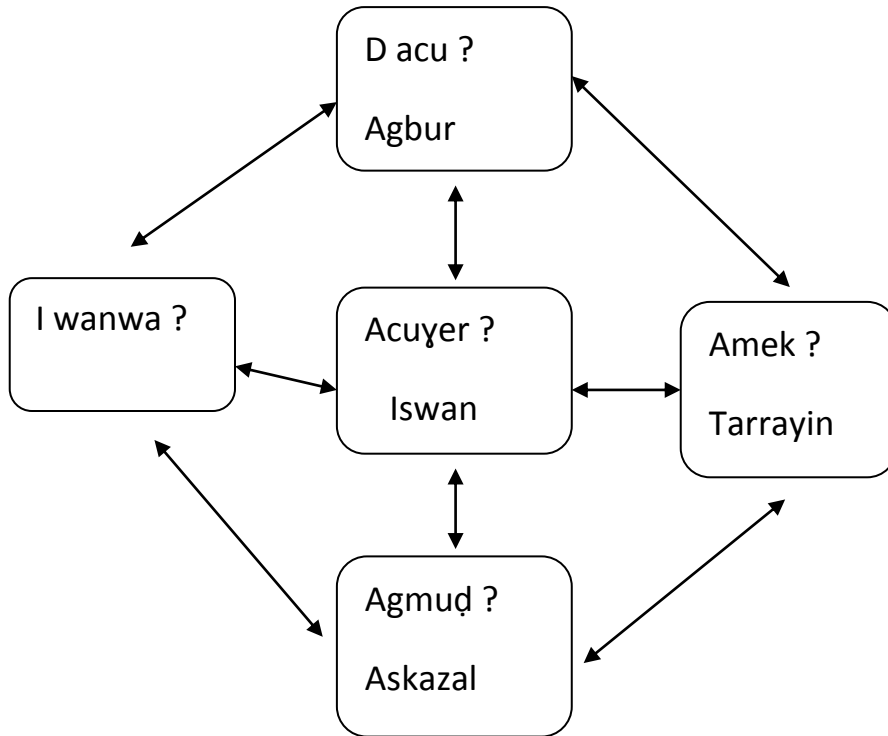 D acu ?
Agbur
I wanwa ?
Acuɣer ?
Iswan
Amek ?
Tarrayin
Agmuḍ ?
Askazal